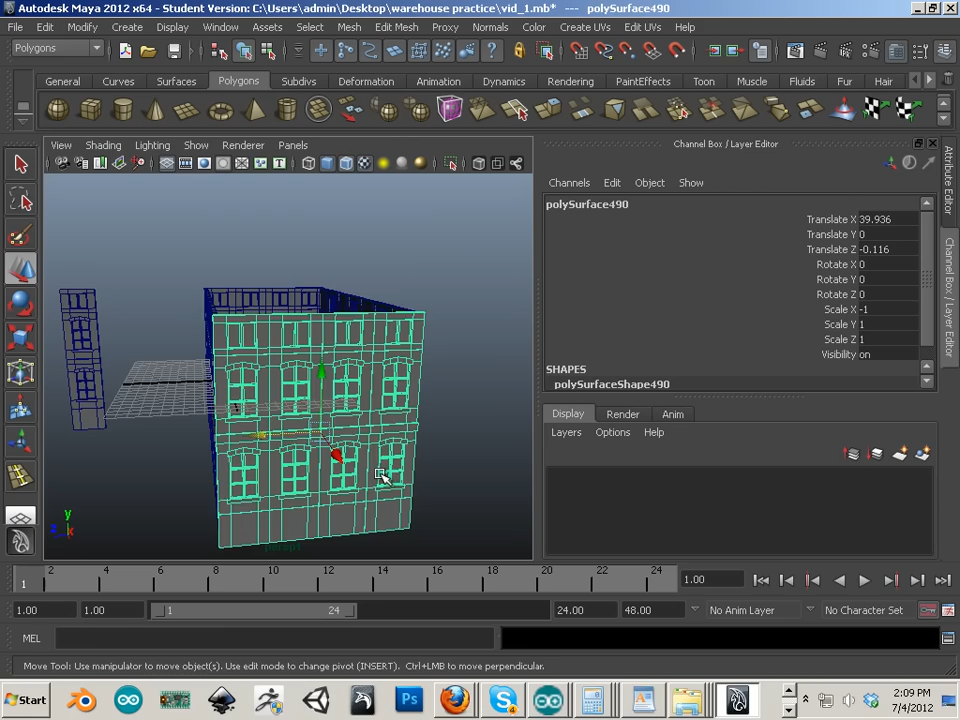 Autodesk Maya 2012 x64 - Student Version: C:\Users\admin\Desktop\warehouse practice\vid_1.mb*  ---  polySurface490
File Edit Modify Create Display Window Assets Select Mesh Edit Mesh Proxy Normals Color Create UVs Edit UVs Help
Polygons
General Curves Surfaces Polygons Subdivs Deformation Animation Dynamics Rendering PaintEffects Toon Muscle Fluids Fur Hair
View Shading Lighting Show Renderer Panels
Channel Box / Layer Editor
Channels Edit Object Show
polySurface490
Translate X 39.936
Translate Y 0
Translate Z -0.116
Rotate X 0
Rotate Y 0
Rotate Z 0
Scale X -1
Scale Y 1
Scale Z 1
Visibility on
SHAPES
polySurfaceShape490
Display Render Anim
Layers Options Help
Attribute Editor
Channel Box / Layer Editor
y
z x
persp
1 2 4 6 8 10 12 14 16 18 20 22 24 1.00
1.00 1.00 1 24 24.00 48.00 No Anim Layer No Character Set
MEL
Move Tool: Use manipulator to move object(s). Use edit mode to change pivot (INSERT).  Ctrl+LMB to move perpendicular.
Start Ps 2:09 PM
7/4/2012